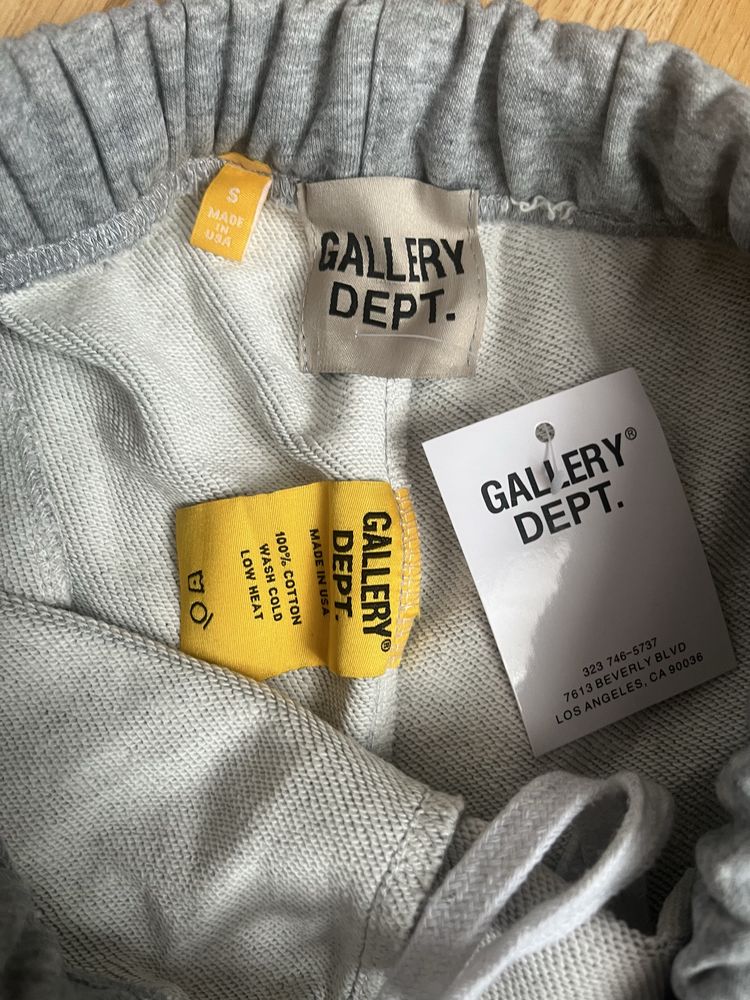 S
MADE
IN
USA
GALLERY
DEPT.
GALLERY®
DEPT.
323 746-5737
7613 BEVERLY BLVD
LOS ANGELES, CA 90036
GALLERY®
DEPT.
MADE IN USA
100% COTTON
WASH COLD
LOW HEAT